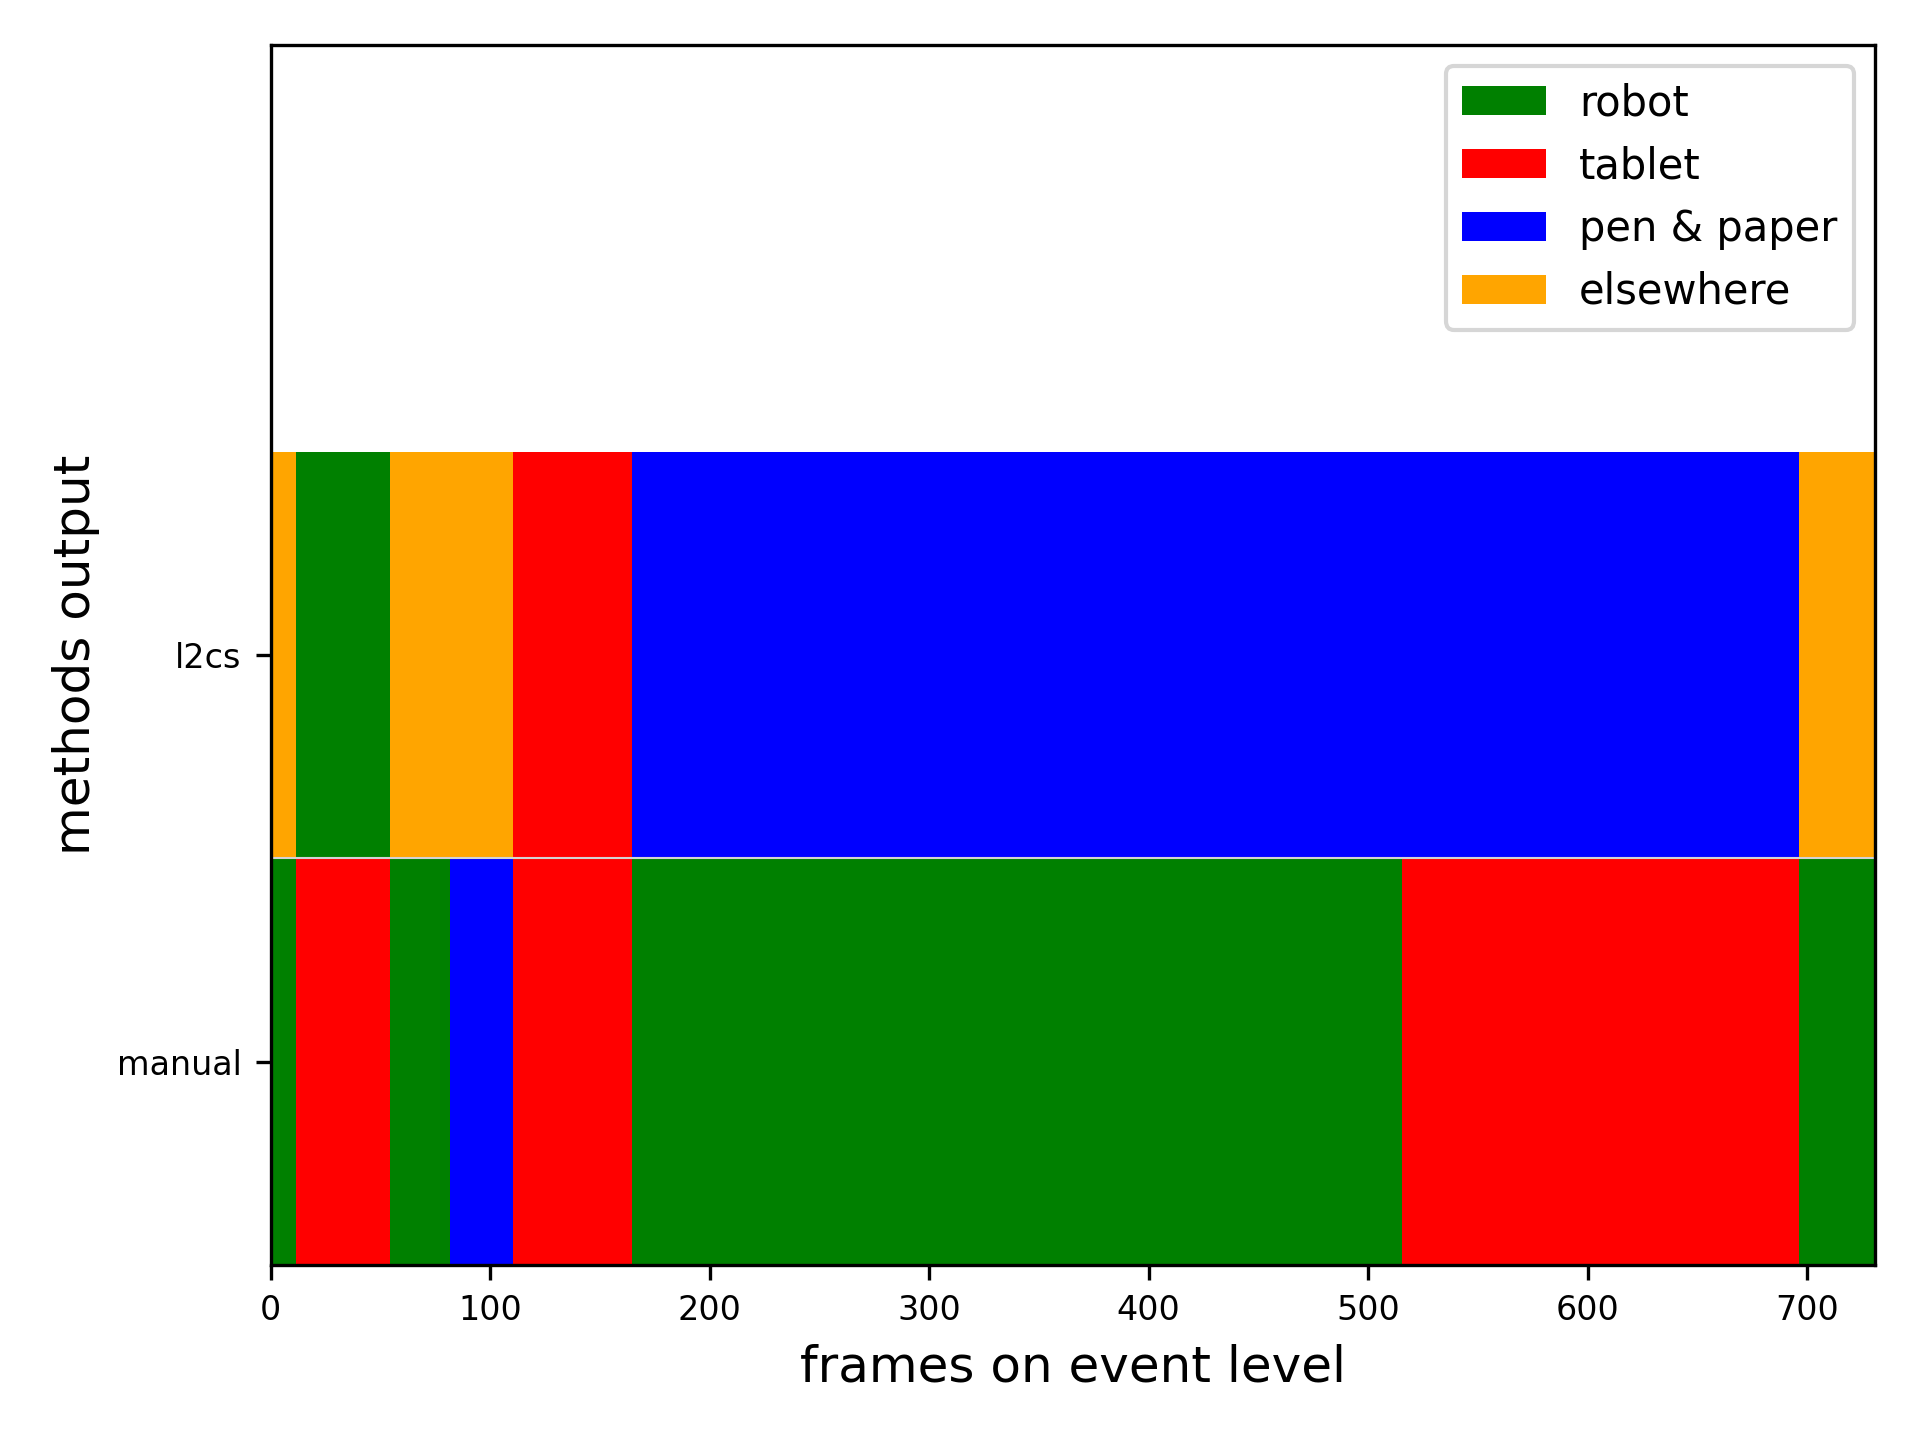 robot
tablet
pen & paper
elsewhere
methods output
l2cs
manual
0 100 200 300 400 500 600 700
frames on event level